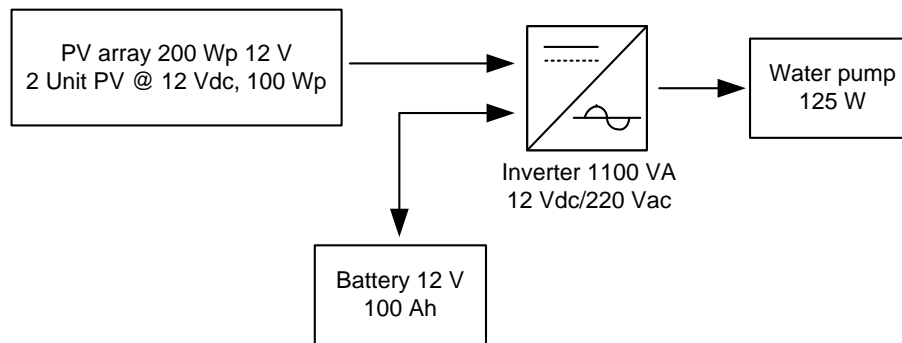 PV array 200 Wp 12 V
2 Unit PV @ 12 Vdc, 100 Wp
Water pump
125 W
Inverter 1100 VA
12 Vdc/220 Vac
Battery 12 V
100 Ah